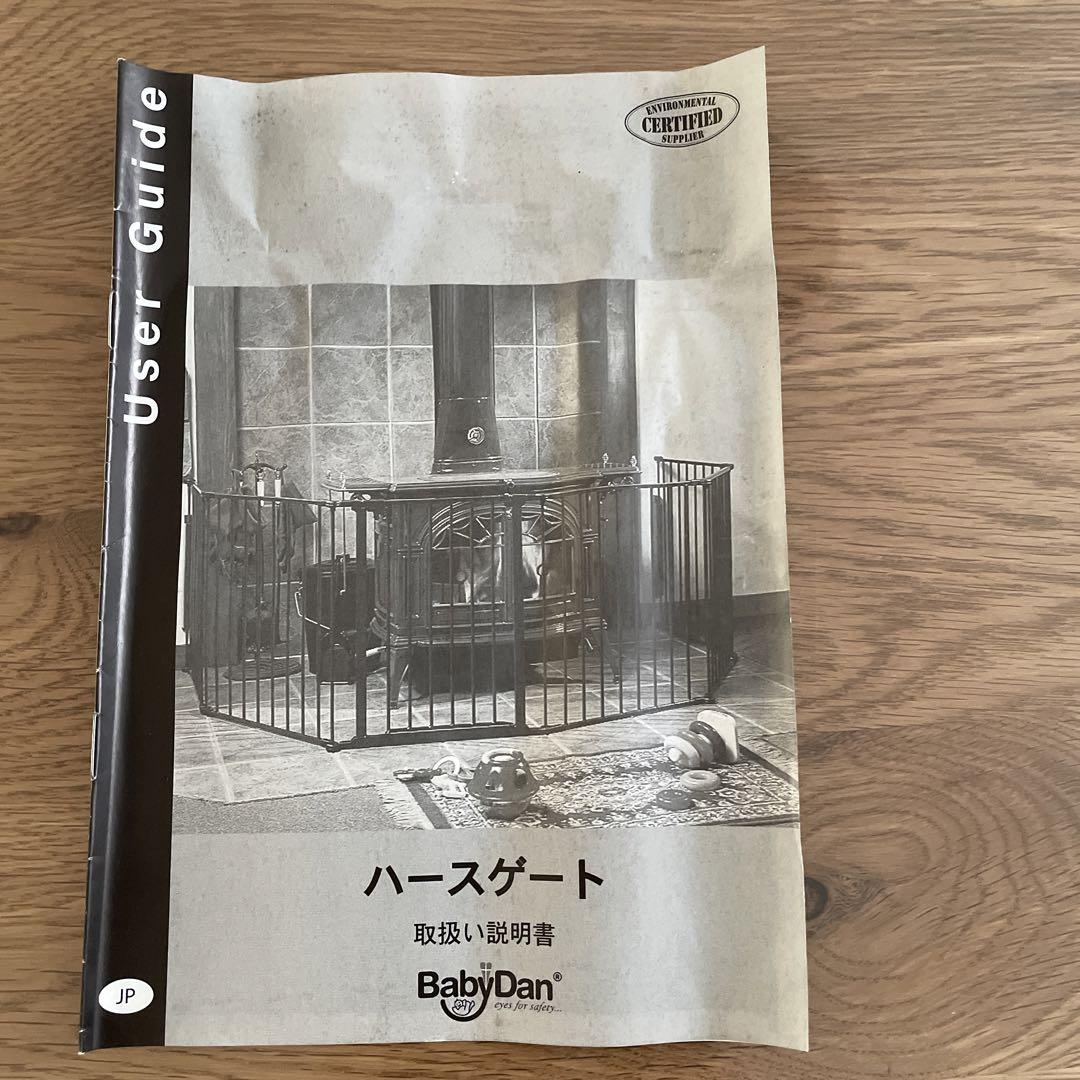 User Guide
ENVIRONMENTAL
CERTIFIED
SUPPLIER
ハースゲート
取扱い説明書
BabyDan®
eyes for safety...
JP